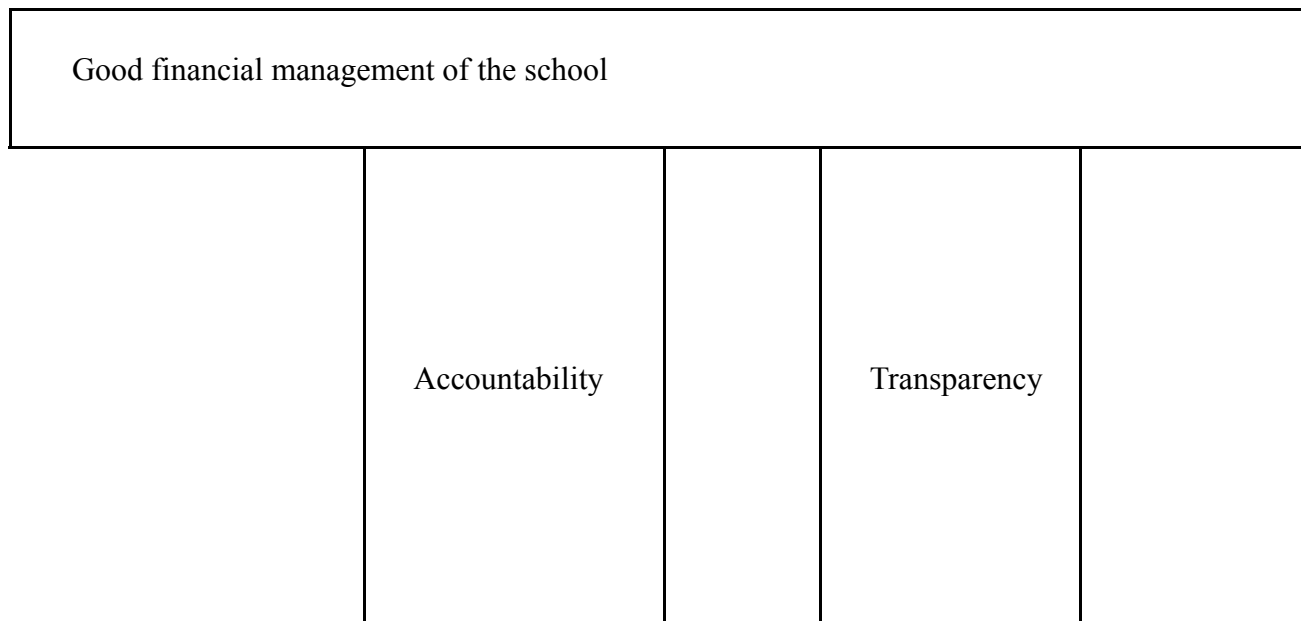 Good financial management of the school
Accountability
Transparency